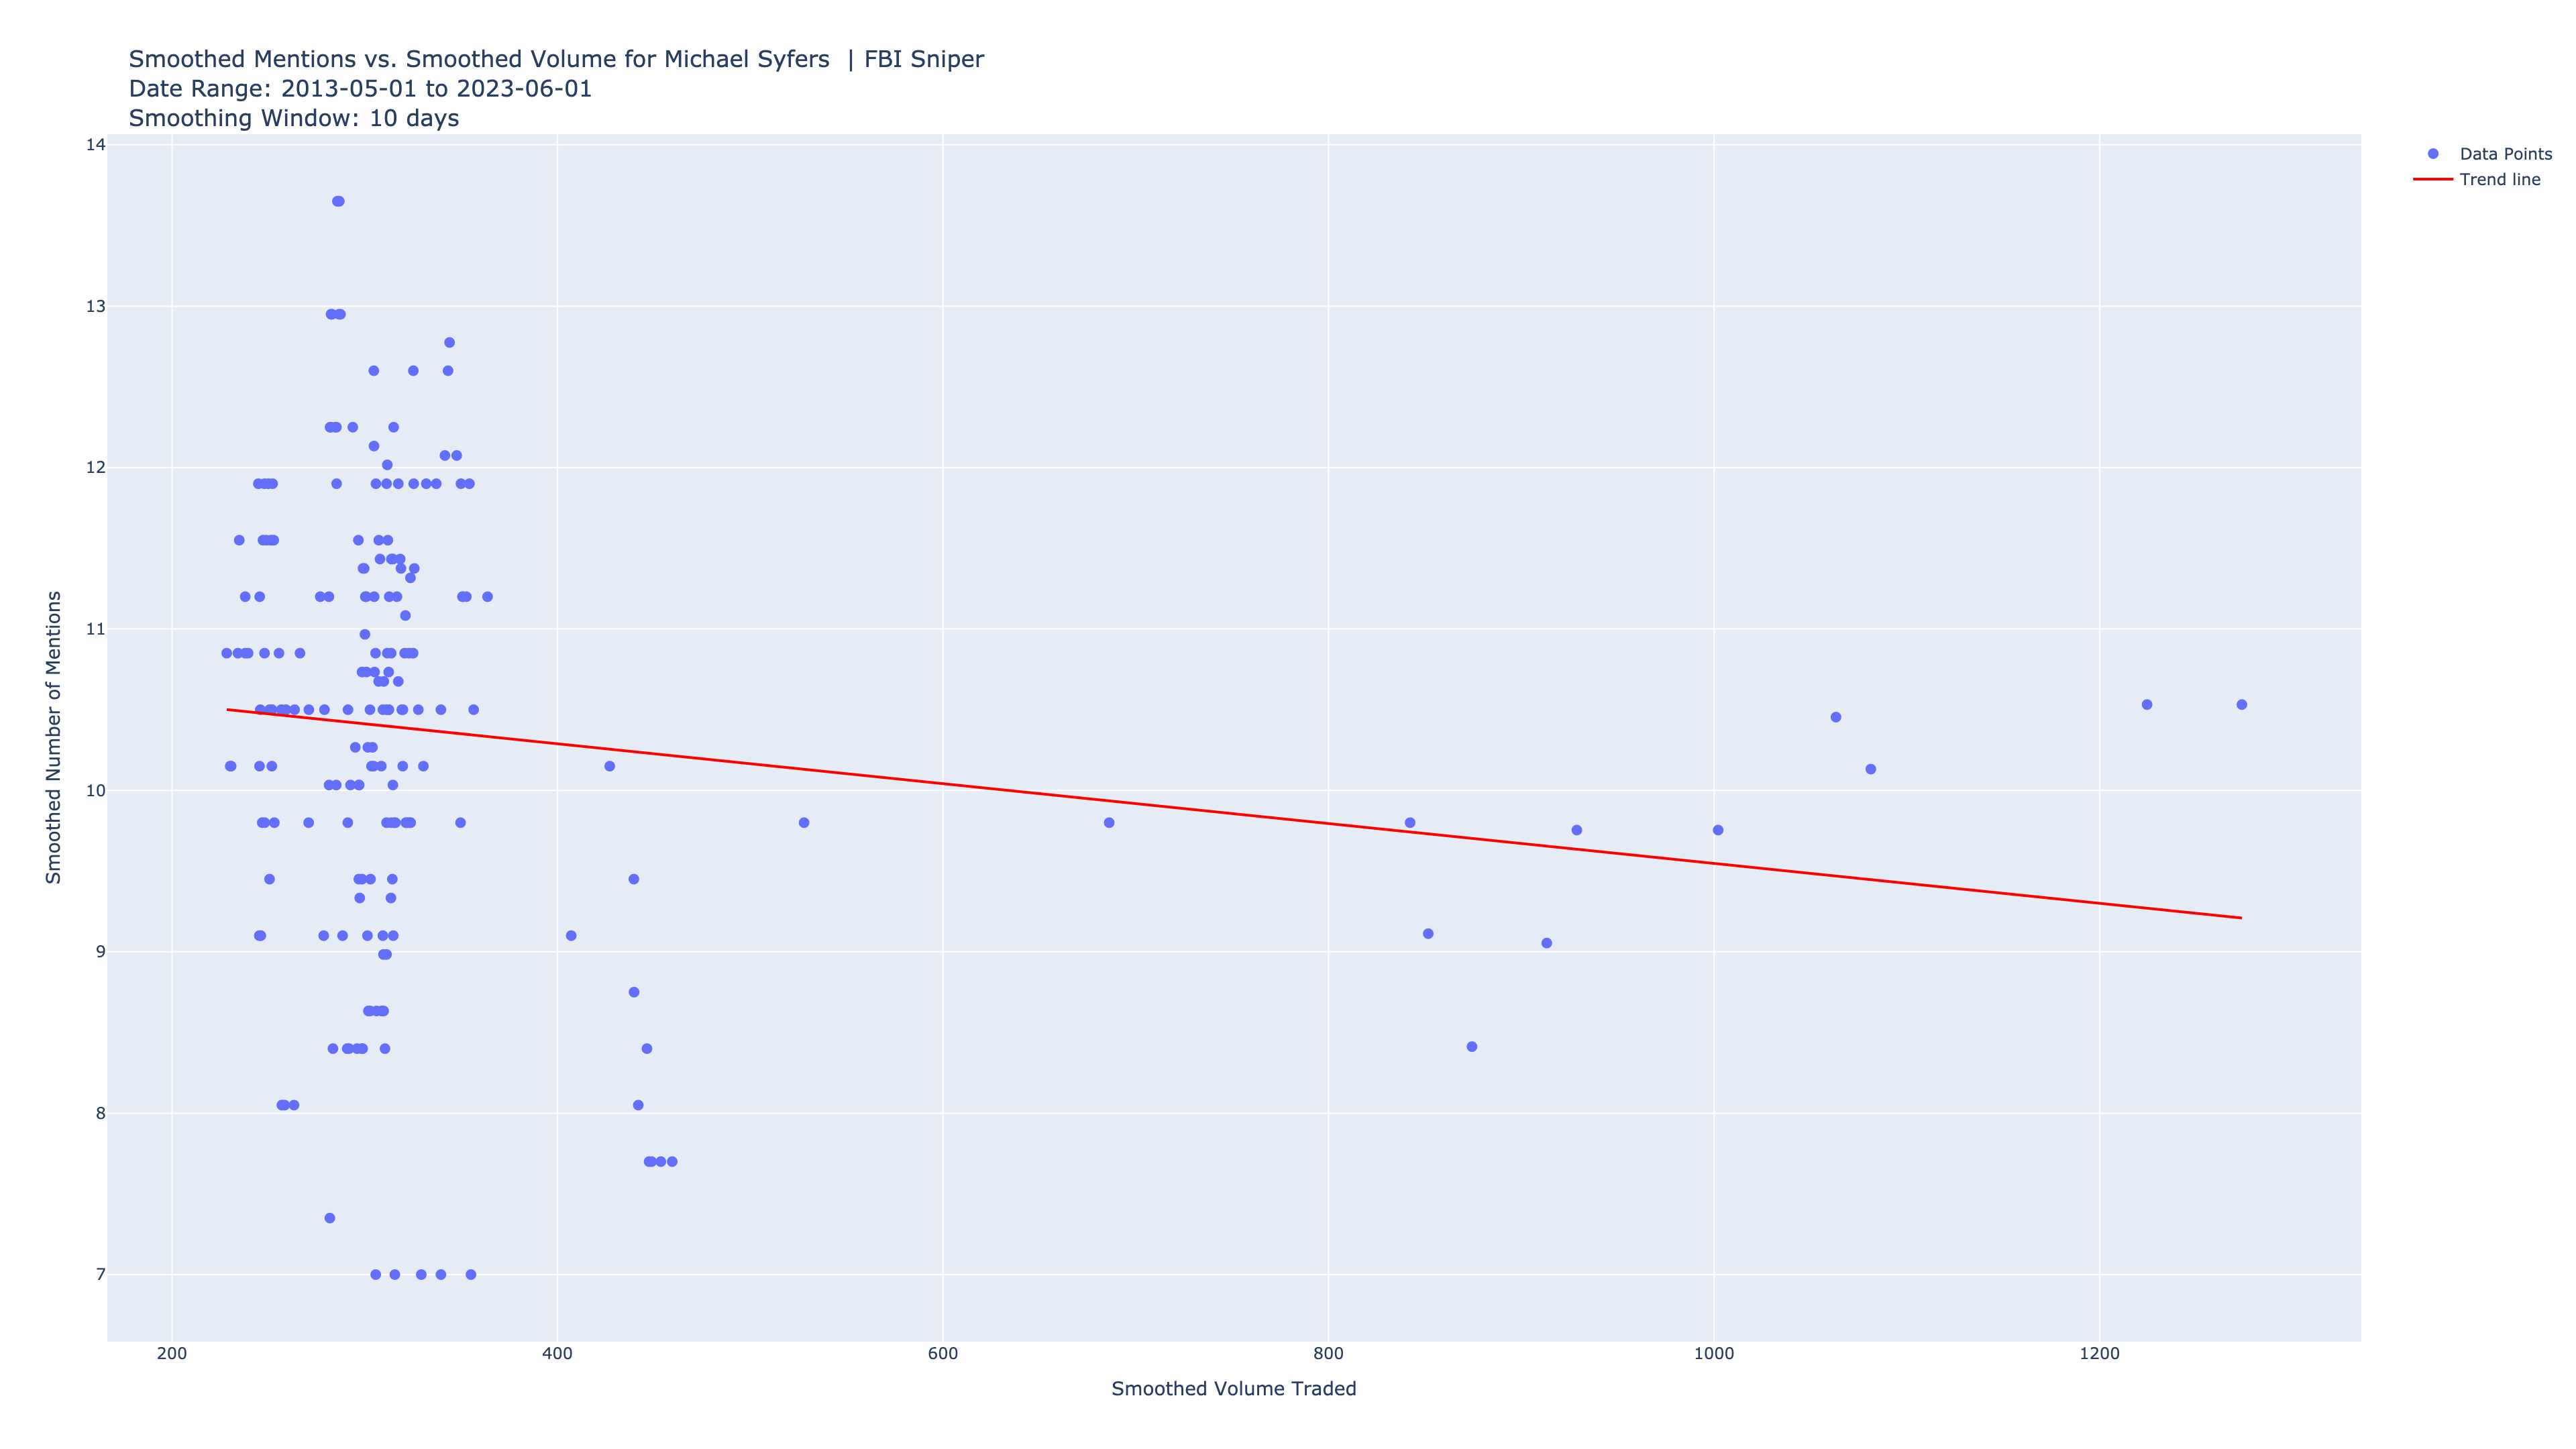 Smoothed Mentions vs. Smoothed Volume for Michael Syfers  | FBI Sniper
Date Range: 2013-05-01 to 2023-06-01
Smoothing Window: 10 days
Data Points
Trend line
Smoothed Number of Mentions
14
13
12
11
10
9
8
7
200 400 600 800 1000 1200
Smoothed Volume Traded